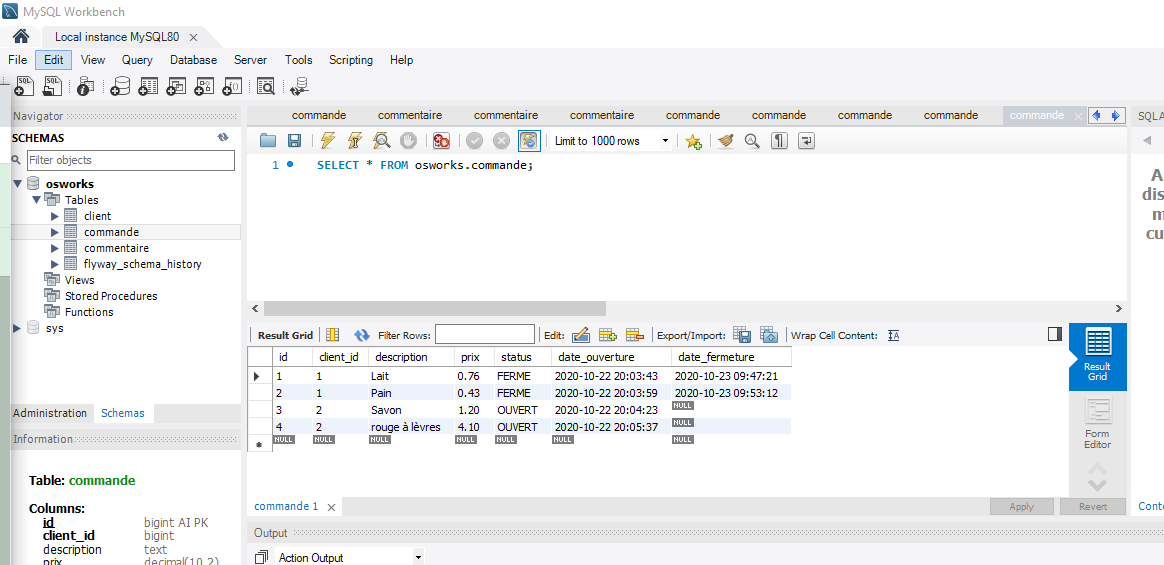 MySQL Workbench
Local instance MySQL80
File Edit View Query Database Server Tools Scripting Help
Navigator
SCHEMAS
Filter objects
osworks
Tables
client
commande
commentaire
flyway_schema_history
Views
Stored Procedures
Functions
sys
Administration Schemas
Information
Table: commande
Columns:
id bigint AI PK
client_id bigint
description text
prix decimal(10,2)
commande commentaire commentaire commentaire commande commande commande commande commande
Limit to 1000 rows
1 SELECT * FROM osworks.commande;
Result Grid Filter Rows: Edit: Export/Import: Wrap Cell Content:
id client_id description prix status date_ouverture date_fermeture
1 1 Lait 0.76 FERME 2020-10-22 20:03:43 2020-10-23 09:47:21
2 1 Pain 0.43 FERME 2020-10-22 20:03:59 2020-10-23 09:53:12
3 2 Savon 1.20 OUVERT 2020-10-22 20:04:23 NULL
4 2 rouge à lèvres 4.10 OUVERT 2020-10-22 20:05:37 NULL
NULL NULL NULL NULL NULL NULL NULL
Result
Grid
Form
Editor
commande 1
Apply Revert
Output
Action Output
SQLA
A
dis
m
cu
Conte